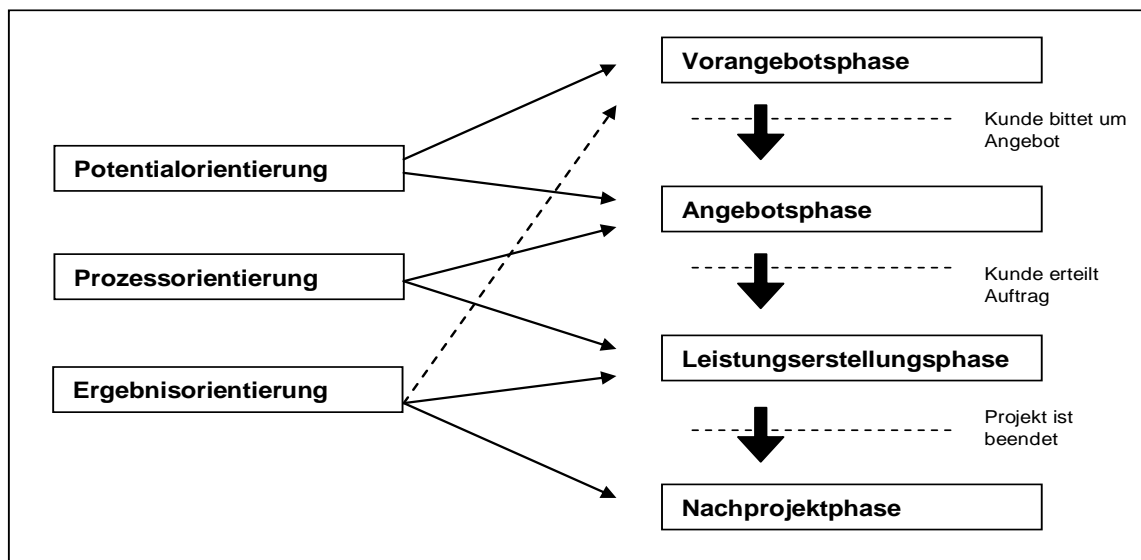 Vorangebotsphase
Kunde bittet um
Angebot
Potentialorientierung
Angebotsphase
Prozessorientierung
Kunde erteilt
Auftrag
Leistungserstellungsphase
Ergebnisorientierung
Projekt ist
beendet
Nachprojektphase